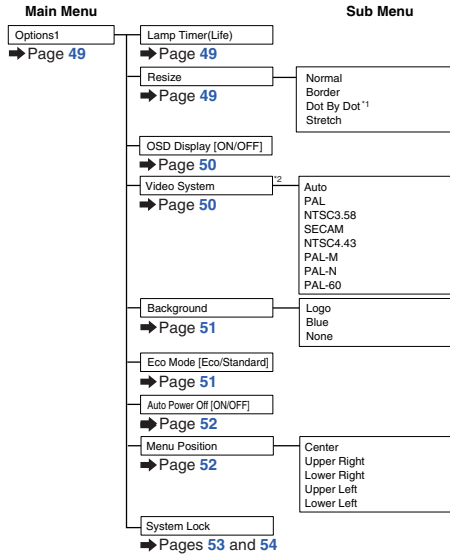 Main Menu
Sub Menu
Options1
➡Page 49
Lamp Timer(Life)
➡Page 49
Resize
➡Page 49
Normal
Border
Dot By Dot*1
Stretch
OSD Display [ON/OFF]
➡Page 50
Video System
*2
➡Page 50
Auto
PAL
NTSC3.58
SECAM
NTSC4.43
PAL-M
PAL-N
PAL-60
Background
➡Page 51
Logo
Blue
None
Eco Mode [Eco/Standard]
➡Page 51
Auto Power Off [ON/OFF]
➡Page 52
Menu Position
➡Page 52
Center
Upper Right
Lower Right
Upper Left
Lower Left
System Lock
➡Pages 53 and 54